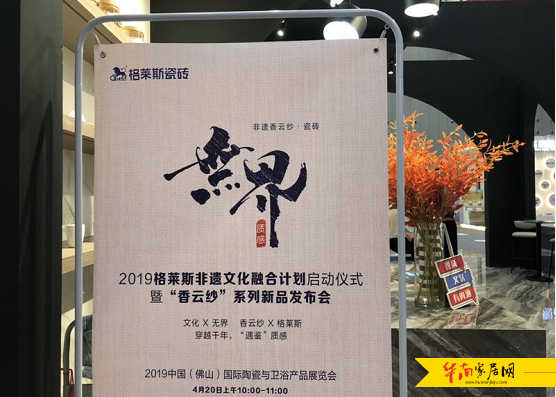 格莱斯瓷砖
非遗香云纱·瓷砖
無界
质感
2019格莱斯非遗文化融合计划启动仪式
暨“香云纱”系列新品发布会
文化 X 无界 香云纱 X 格莱斯
穿越千年，“遇鉴”质感
2019中国（佛山）国际陶瓷与卫浴产品展览会
4月20日上午10:00-11:00
华南家居网